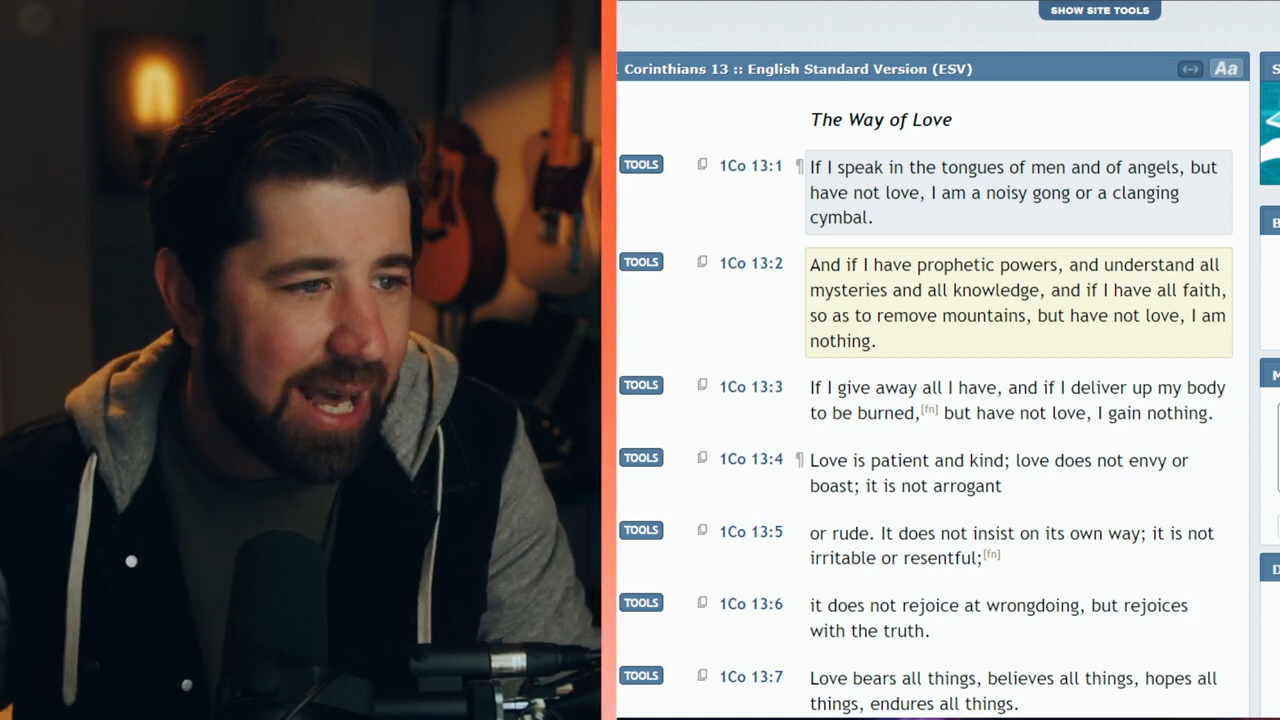 SHOW SITE TOOLS
Corinthians 13 :: English Standard Version (ESV)
Aa
The Way of Love
TOOLS 1Co 13:1 ¶ If I speak in the tongues of men and of angels, but
have not love, I am a noisy gong or a clanging
cymbal.
TOOLS 1Co 13:2 And if I have prophetic powers, and understand all
mysteries and all knowledge, and if I have all faith,
so as to remove mountains, but have not love, I am
nothing.
TOOLS 1Co 13:3 If I give away all I have, and if I deliver up my body
to be burned,[fn] but have not love, I gain nothing.
TOOLS 1Co 13:4 ¶ Love is patient and kind; love does not envy or
boast; it is not arrogant
TOOLS 1Co 13:5 or rude. It does not insist on its own way; it is not
irritable or resentful;[fn]
TOOLS 1Co 13:6 it does not rejoice at wrongdoing, but rejoices
with the truth.
TOOLS 1Co 13:7 Love bears all things, believes all things, hopes all
things, endures all things.